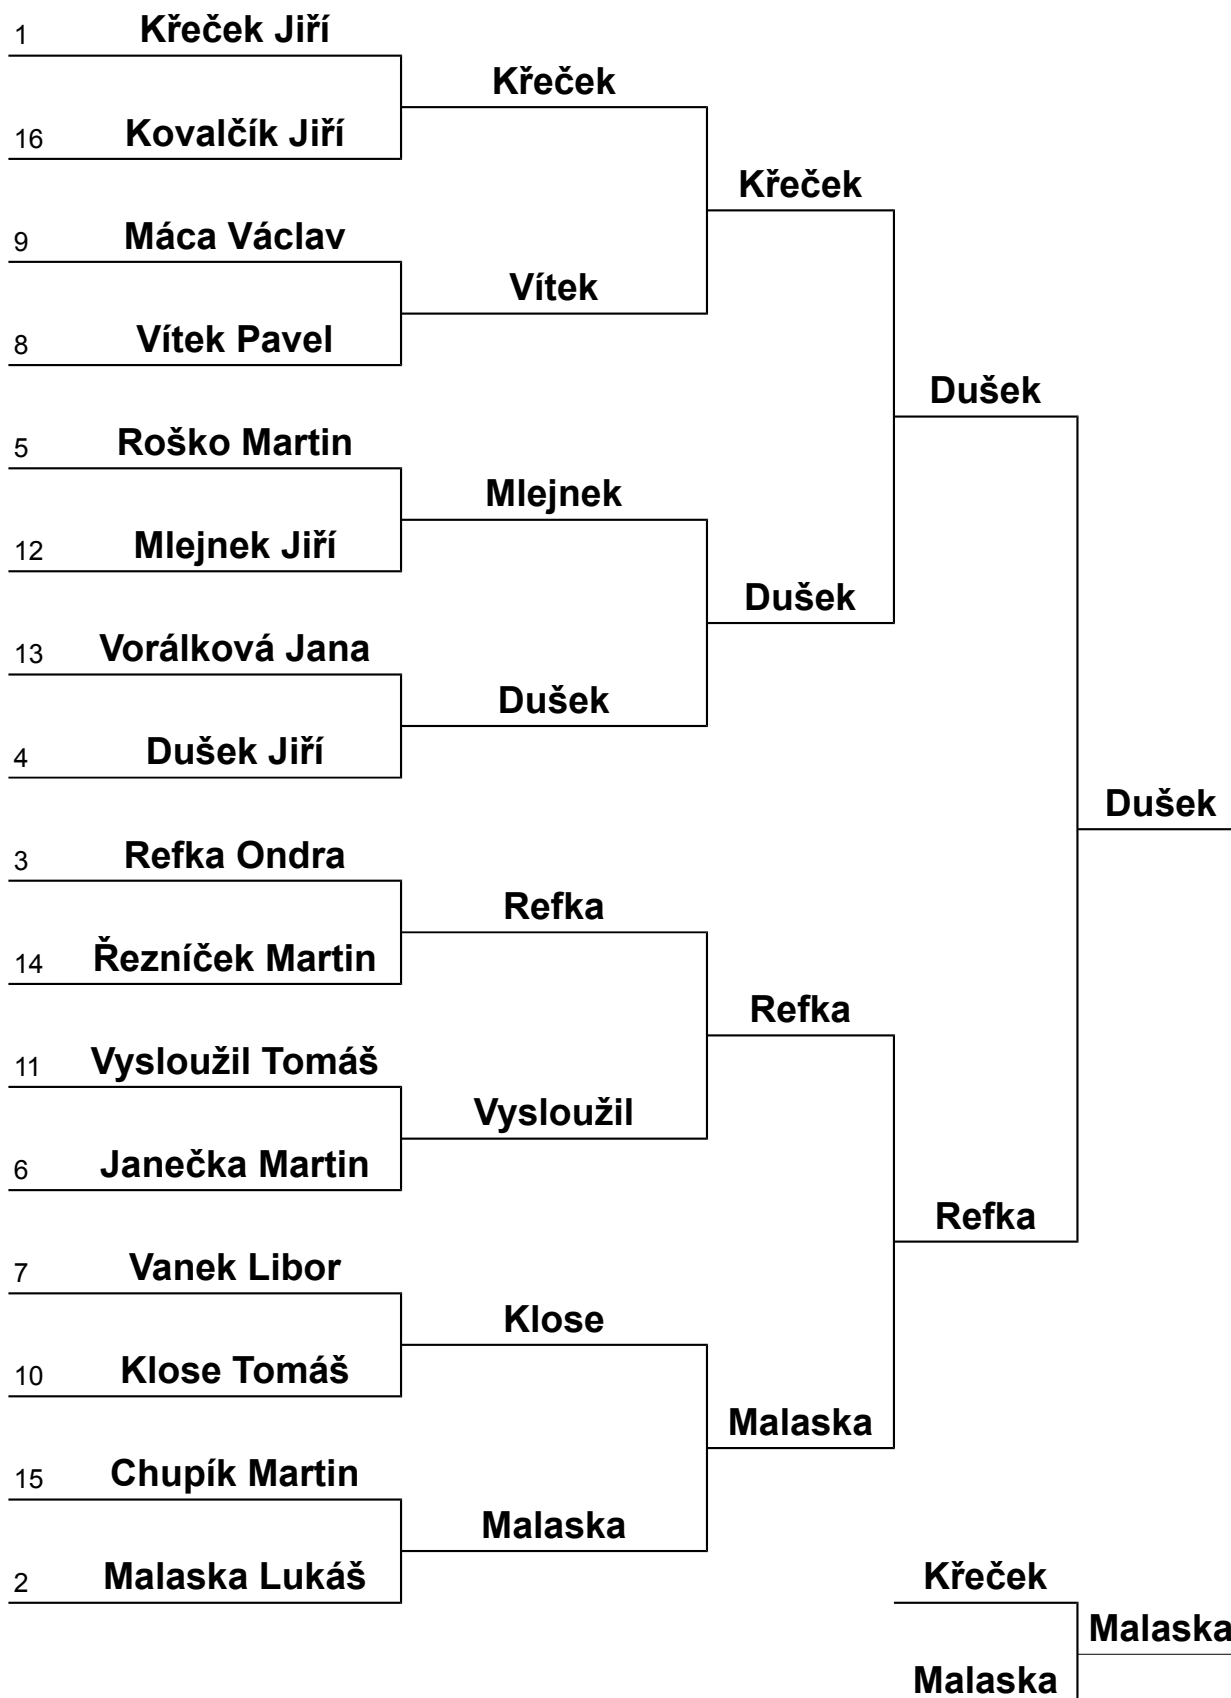 1 Křeček Jiří
Křeček
16 Kovalčík Jiří
Křeček
9 Máca Václav
Vítek
8 Vítek Pavel
Dušek
5 Roško Martin
Mlejnek
12 Mlejnek Jiří
Dušek
13 Vorálková Jana
Dušek
4 Dušek Jiří
Dušek
3 Refka Ondra
Refka
14 Řezníček Martin
Refka
11 Vysloužil Tomáš
Vysloužil
6 Janečka Martin
Refka
7 Vanek Libor
Klose
10 Klose Tomáš
Malaska
15 Chupík Martin
Malaska
2 Malaska Lukáš
Křeček
Malaska
Malaska